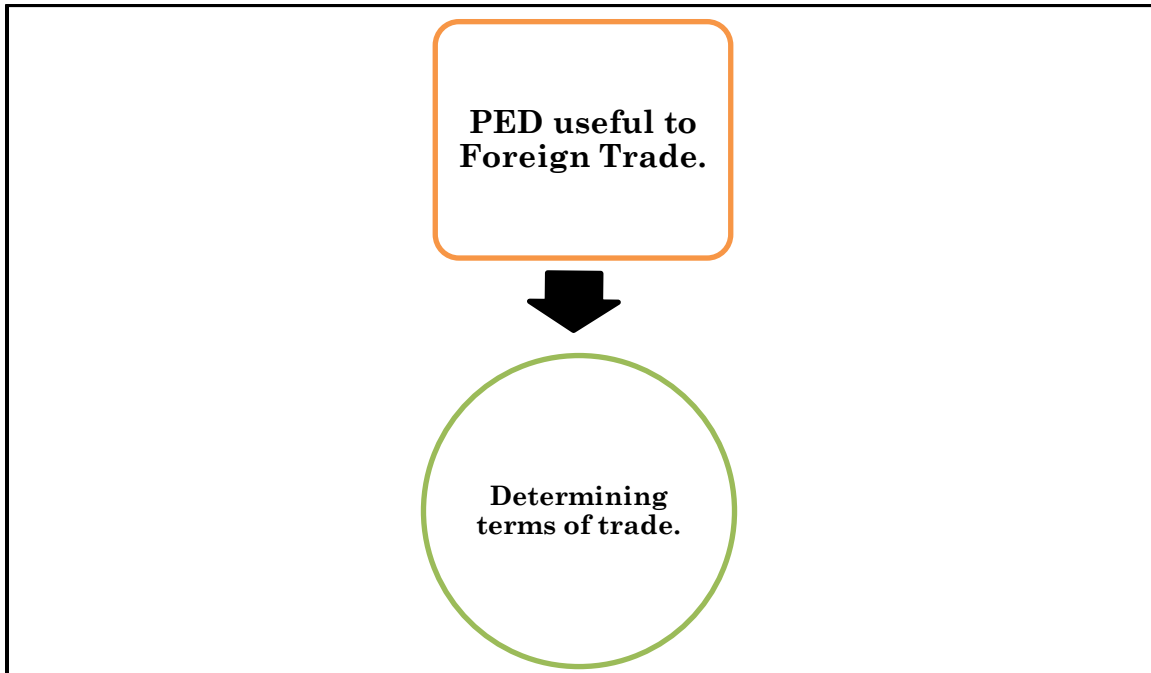 PED useful to
Foreign Trade.
Determining
terms of trade.